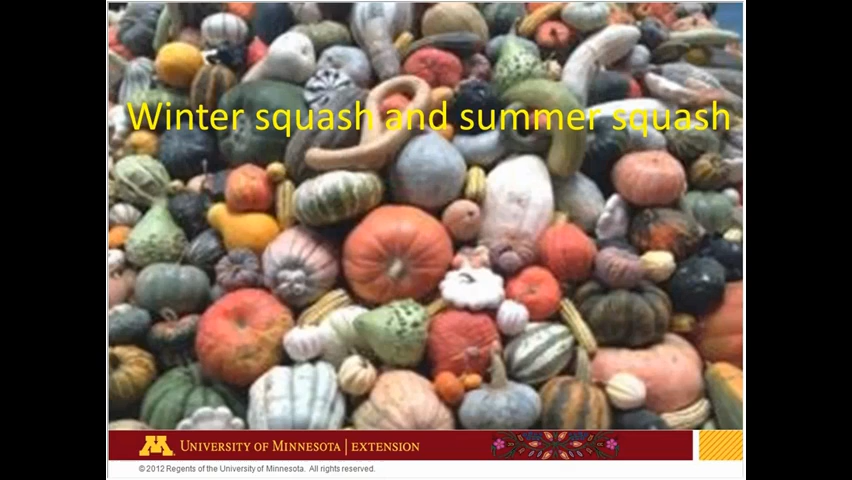 Winter squash and summer squash
UNIVERSITY OF MINNESOTA | EXTENSION
© 2012 Regents of the University of Minnesota. All rights reserved.